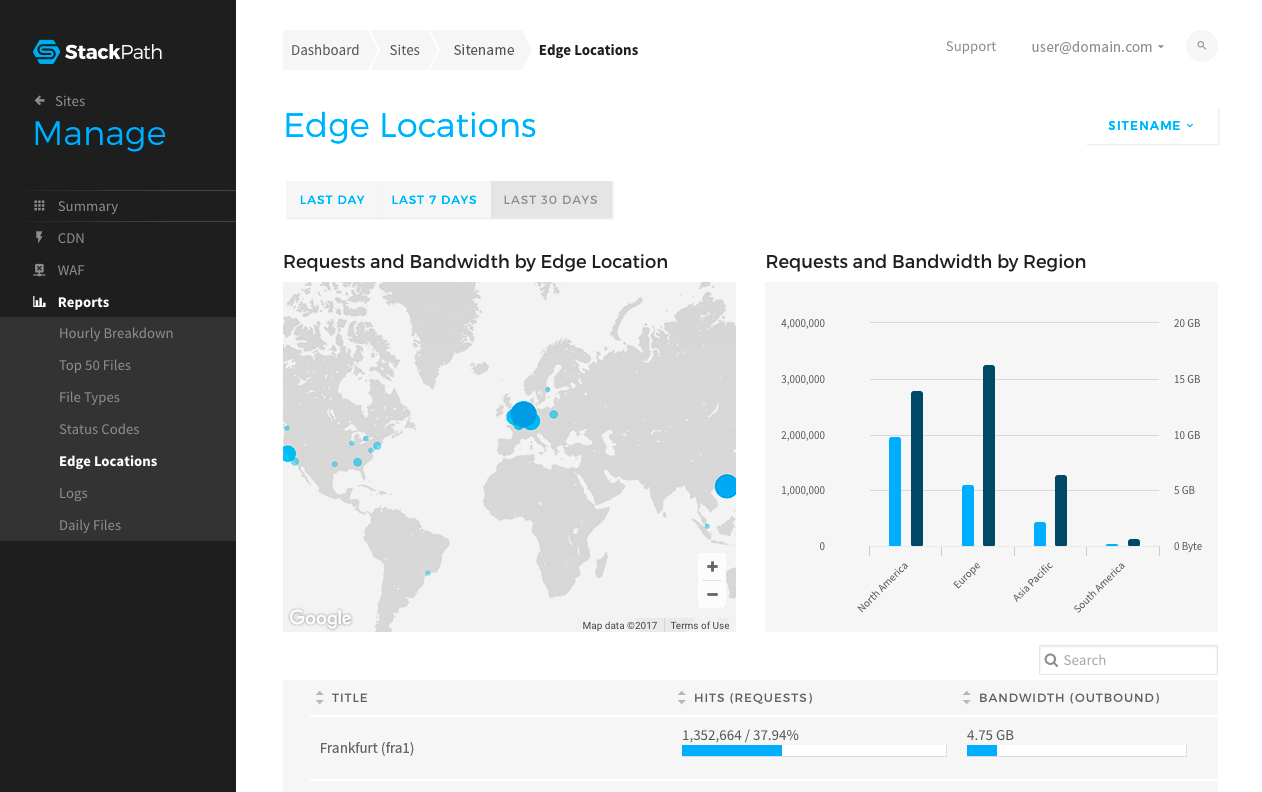 StackPath
Dashboard
Sites
Sitename
Edge Locations
Support
user@domain.com
Sites
Manage
Edge Locations
SITENAME
LAST DAY
LAST 7 DAYS
LAST 30 DAYS
Summary
CDN
WAF
Reports
Hourly Breakdown
Top 50 Files
File Types
Status Codes
Edge Locations
Logs
Daily Files
Requests and Bandwidth by Edge Location
Google
Map data ©2017
Terms of Use
Requests and Bandwidth by Region
4,000,000
20 GB
3,000,000
15 GB
2,000,000
10 GB
1,000,000
5 GB
0
0 Byte
North America
Europe
Asia Pacific
South America
Search
TITLE
HITS (REQUESTS)
BANDWIDTH (OUTBOUND)
Frankfurt (fra1)
1,352,664 / 37.94%
4.75 GB